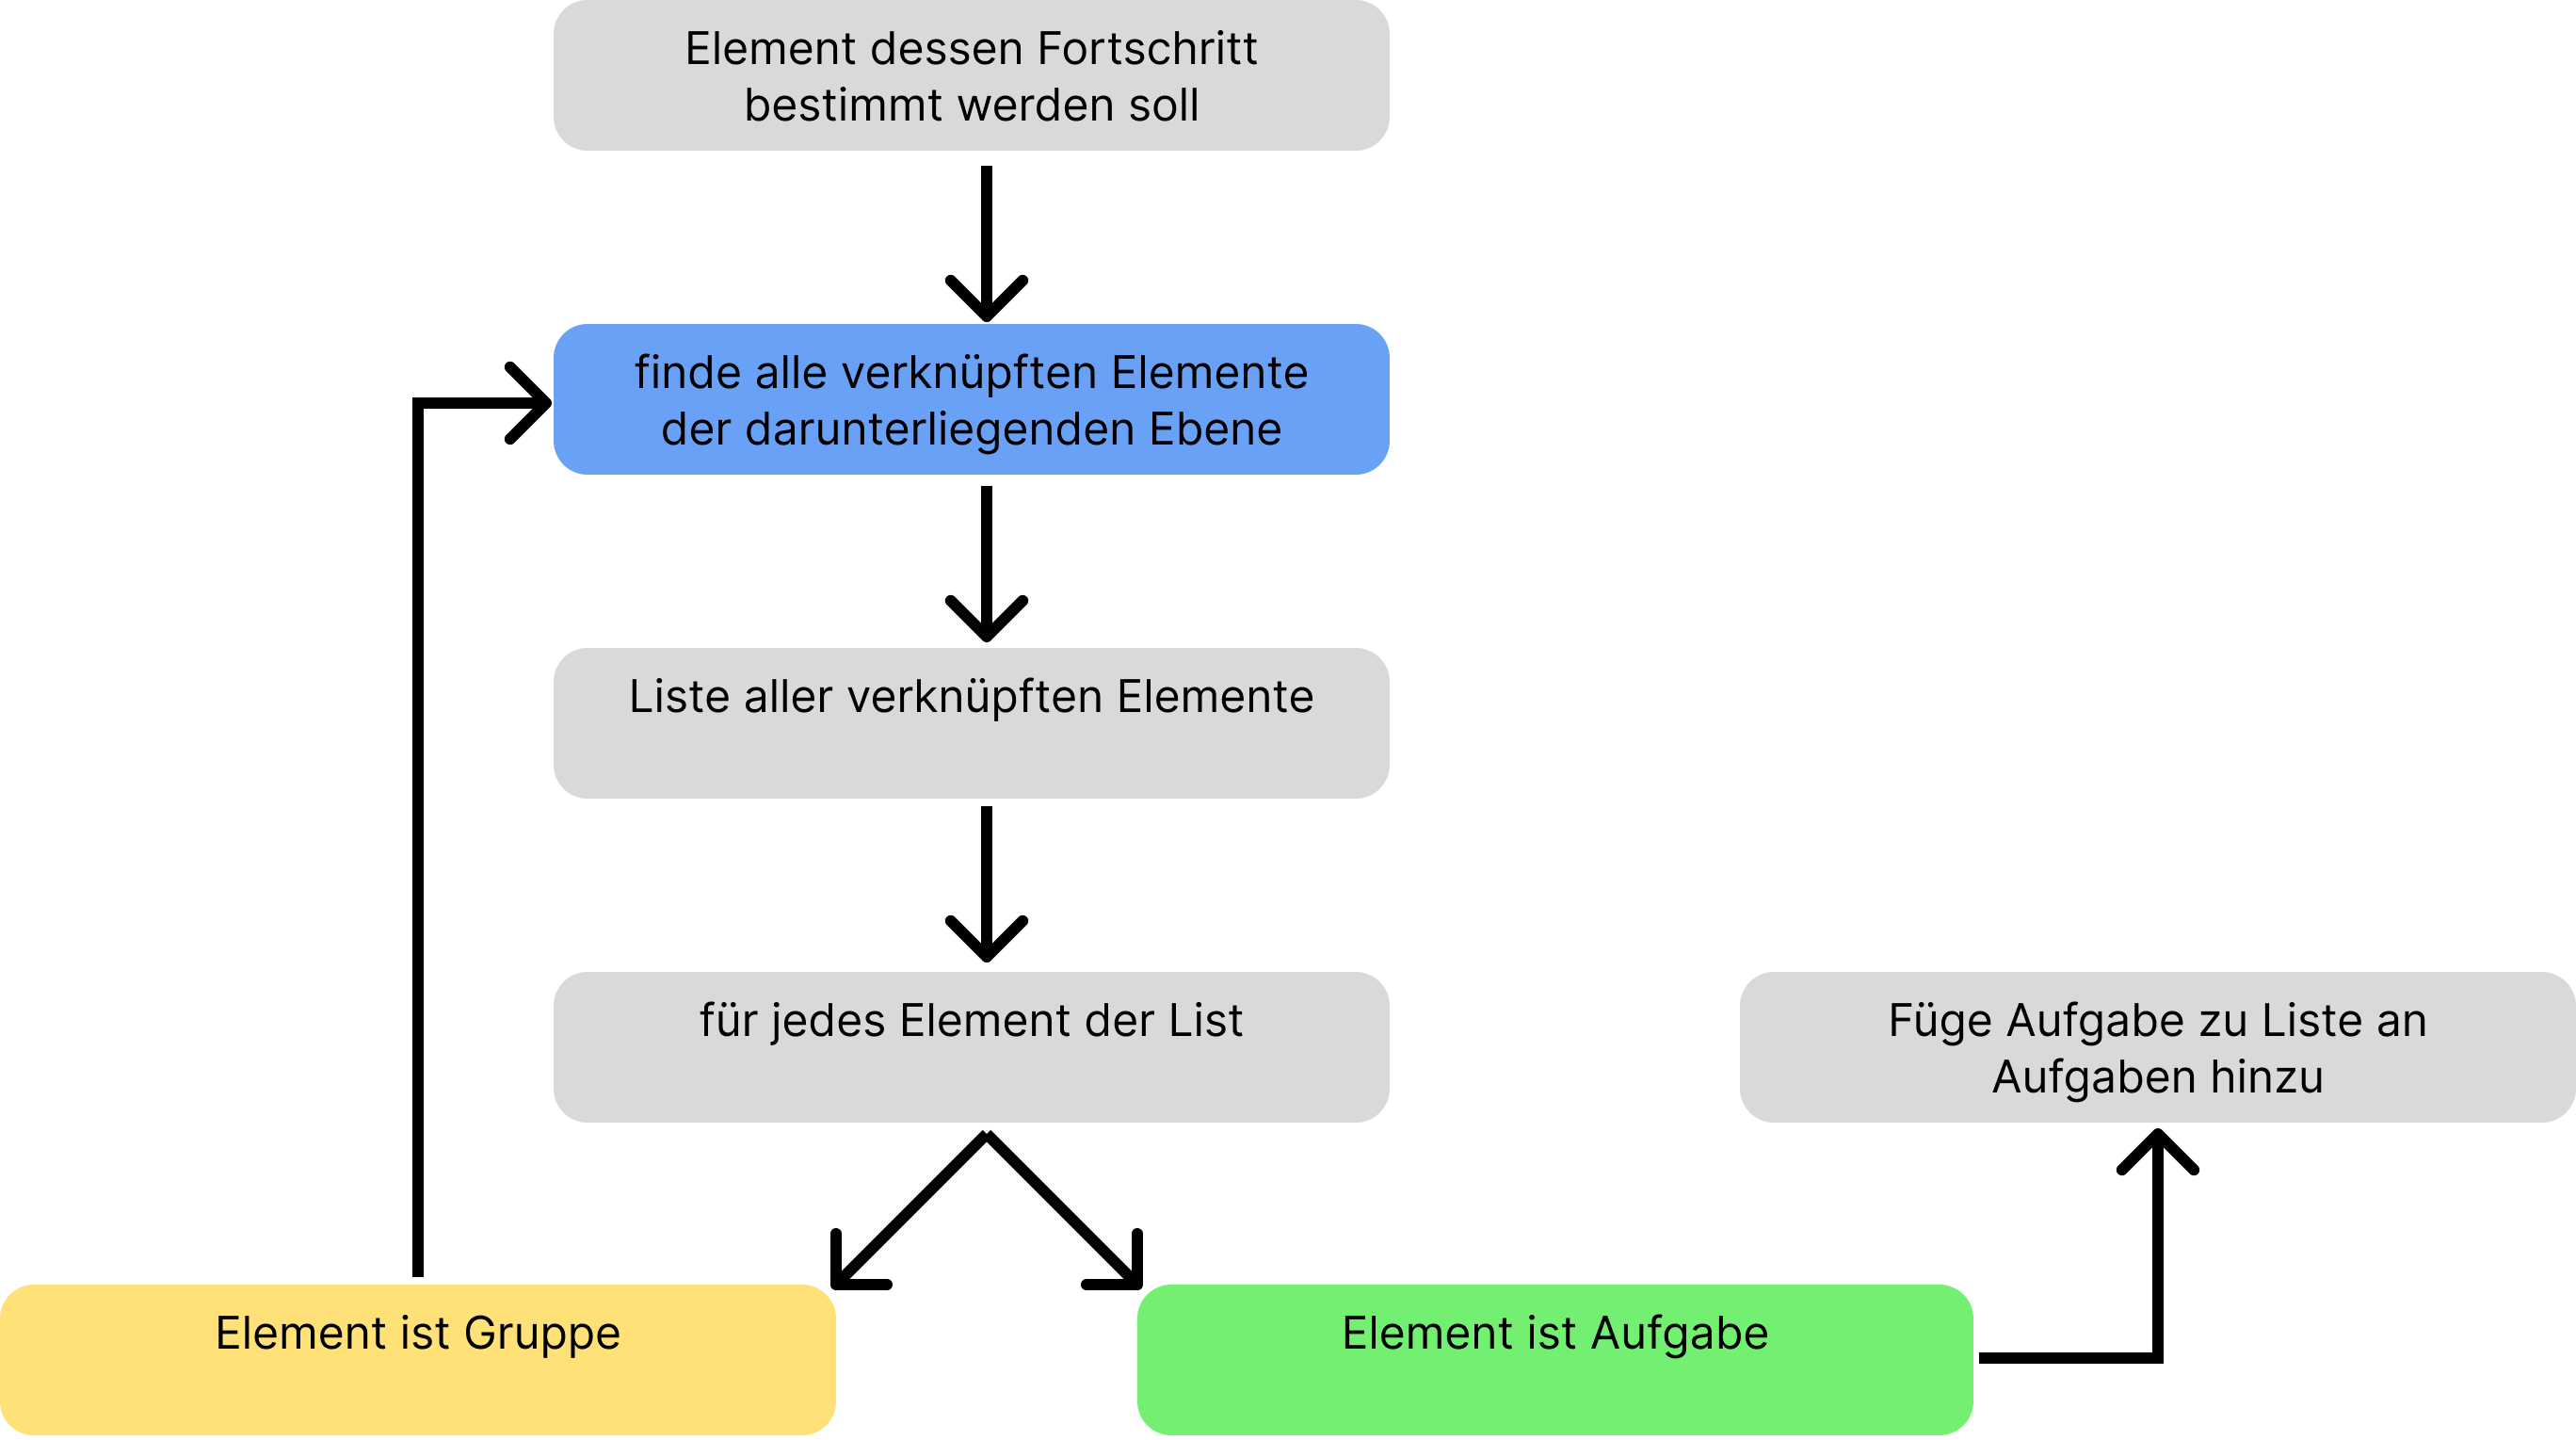 Element dessen Fortschritt
bestimmt werden soll
finde alle verknüpften Elemente
der darunterliegenden Ebene
Liste aller verknüpften Elemente
für jedes Element der List
Füge Aufgabe zu Liste an
Aufgaben hinzu
Element ist Gruppe
Element ist Aufgabe